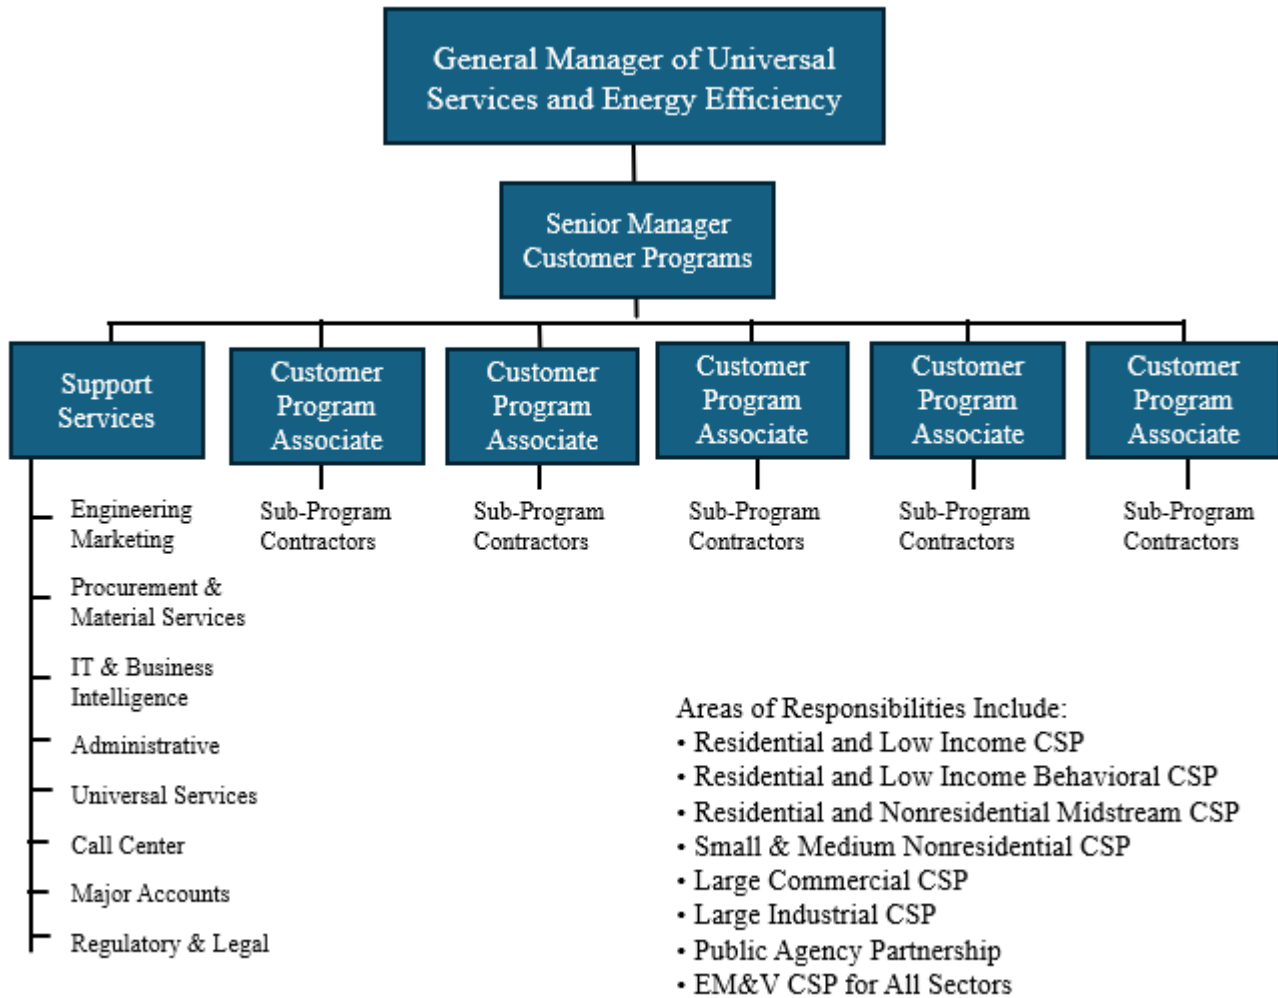 General Manager of Universal
Services and Energy Efficiency
Senior Manager
Customer Programs
Support
Services
Customer
Program
Associate
Customer
Program
Associate
Customer
Program
Associate
Customer
Program
Associate
Customer
Program
Associate
Engineering
Marketing
Procurement &
Material Services
IT & Business
Intelligence
Administrative
Universal Services
Call Center
Major Accounts
Regulatory & Legal
Sub-Program
Contractors
Sub-Program
Contractors
Sub-Program
Contractors
Sub-Program
Contractors
Sub-Program
Contractors
Areas of Responsibilities Include:
• Residential and Low Income CSP
• Residential and Low Income Behavioral CSP
• Residential and Nonresidential Midstream CSP
• Small & Medium Nonresidential CSP
• Large Commercial CSP
• Large Industrial CSP
• Public Agency Partnership
• EM&V CSP for All Sectors